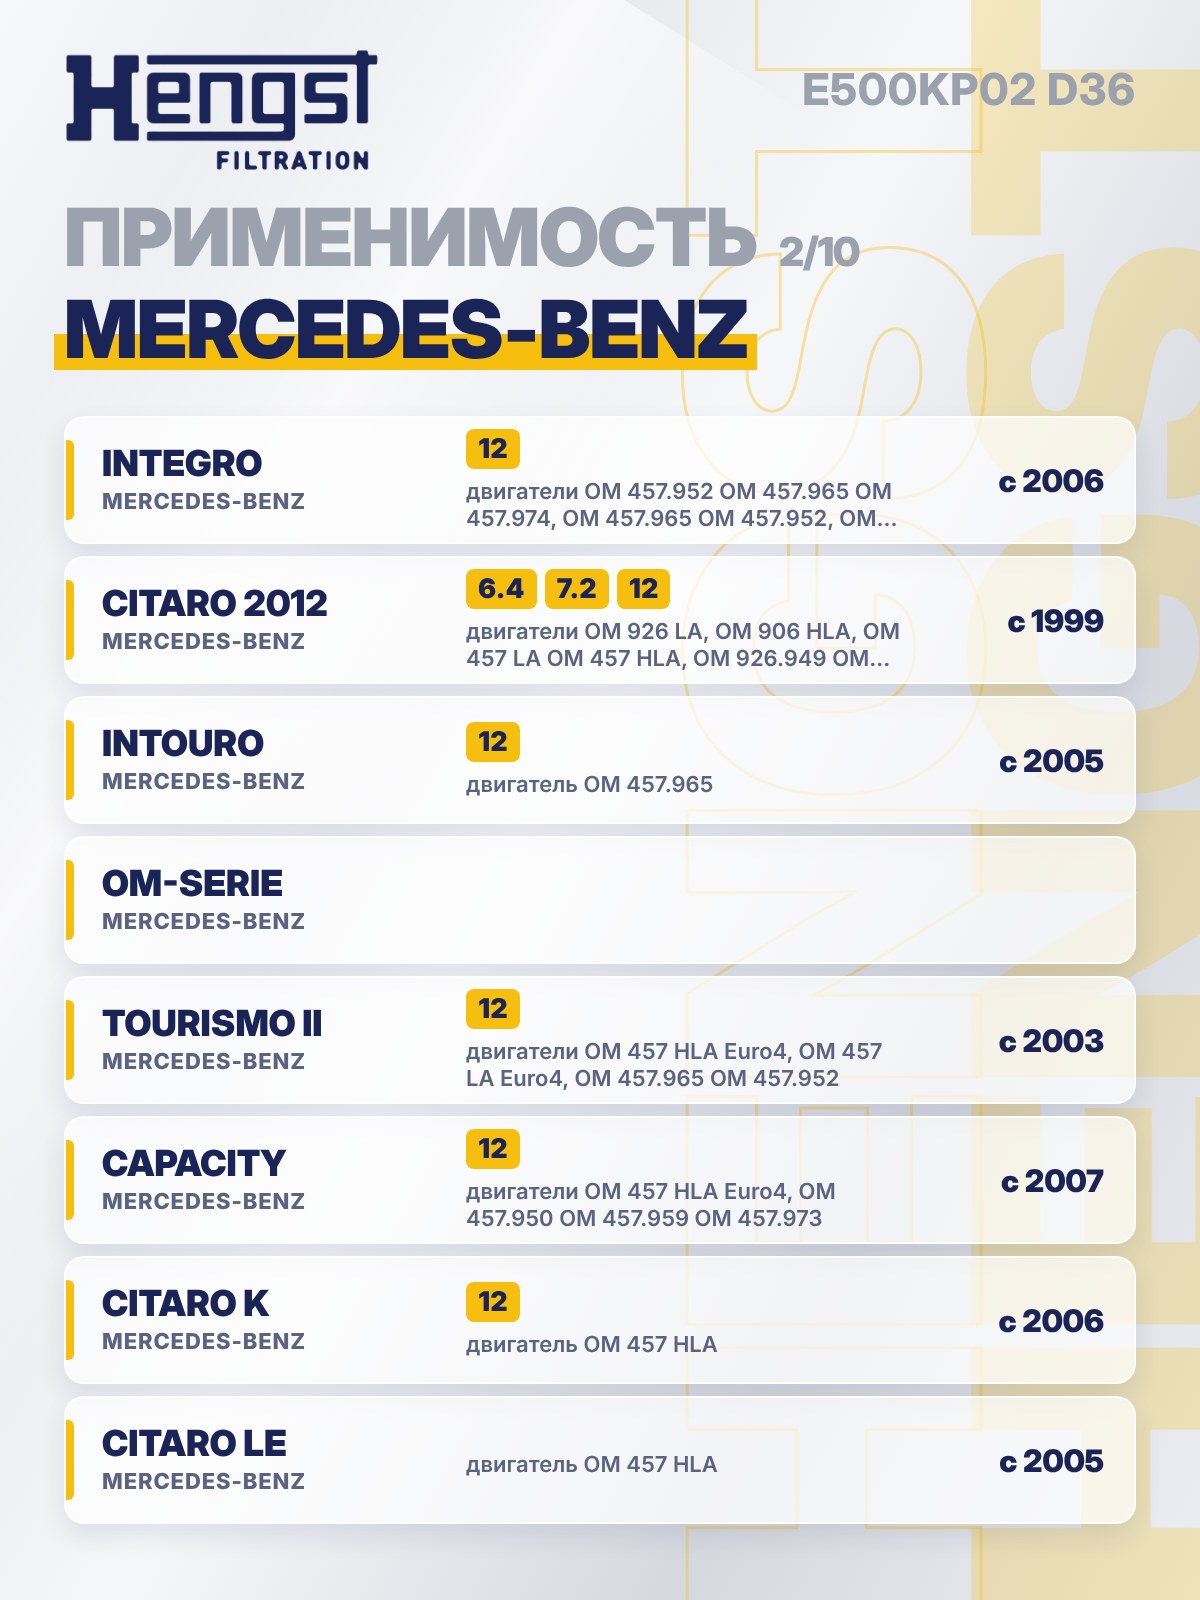 Hengst
FILTRATION
E500KP02 D36
ПРИМЕНИМОСТЬ 2/10
MERCEDES-BENZ
INTEGRO
MERCEDES-BENZ
12
двигатели OM 457.952 OM 457.965 OM
457.974, OM 457.965 OM 457.952, OM...
с 2006
CITARO 2012
MERCEDES-BENZ
6.4 7.2 12
двигатели OM 926 LA, OM 906 HLA, OM
457 LA OM 457 HLA, OM 926.949 OM...
с 1999
INTOURO
MERCEDES-BENZ
12
двигатель OM 457.965
с 2005
OM-SERIE
MERCEDES-BENZ
TOURISMO II
MERCEDES-BENZ
12
двигатели OM 457 HLA Euro4, OM 457
LA Euro4, OM 457.965 OM 457.952
с 2003
CAPACITY
MERCEDES-BENZ
12
двигатели OM 457 HLA Euro4, OM
457.950 OM 457.959 OM 457.973
с 2007
CITARO K
MERCEDES-BENZ
12
двигатель OM 457 HLA
с 2006
CITARO LE
MERCEDES-BENZ
двигатель OM 457 HLA
с 2005
HENGST
HENGST